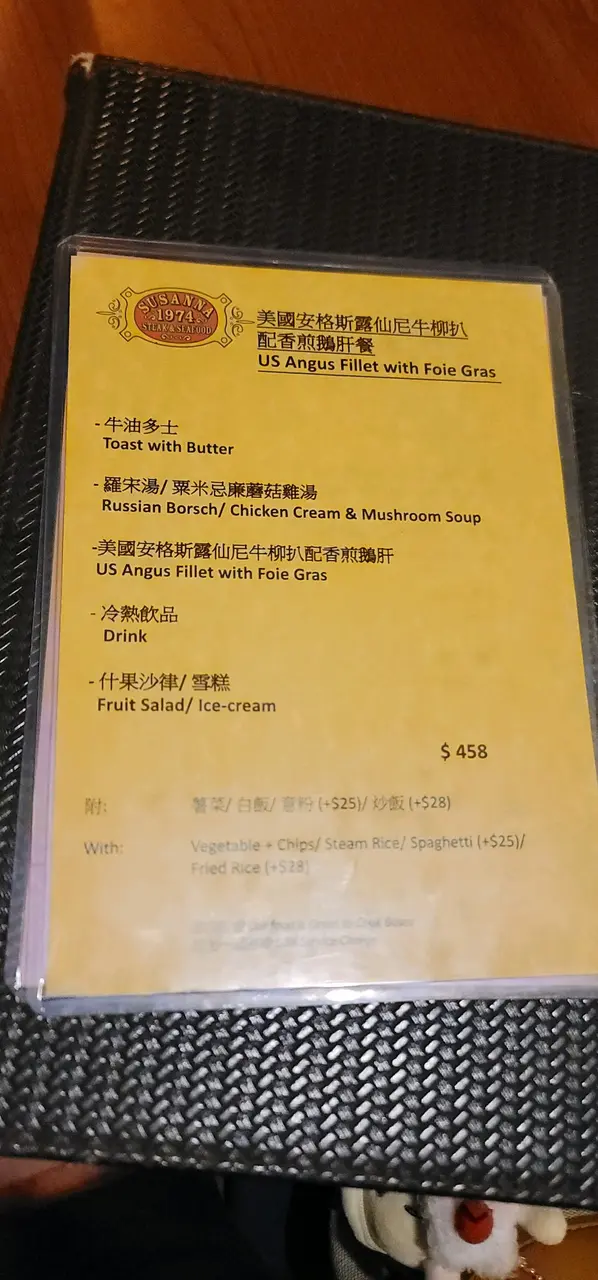 SUSANNA
1974
STEAK & SEAFOOD
美國安格斯露仙尼牛柳扒
配香煎鵝肝餐
US Angus Fillet with Foie Gras
- 牛油多士
Toast with Butter
- 羅宋湯/ 粟米忌廉蘑菇雞湯
Russian Borsch/ Chicken Cream & Mushroom Soup
-美國安格斯露仙尼牛柳扒配香煎鵝肝
US Angus Fillet with Foie Gras
- 冷熱飲品
Drink
- 什果沙律/ 雪糕
Fruit Salad/ Ice-cream
$ 458
附: 薯菜/ 白飯/ 意粉 (+$25)/ 炒飯 (+$28)
With: Vegetable + Chips/ Steam Rice/ Spaghetti (+$25)/
Fried Rice (+$28)